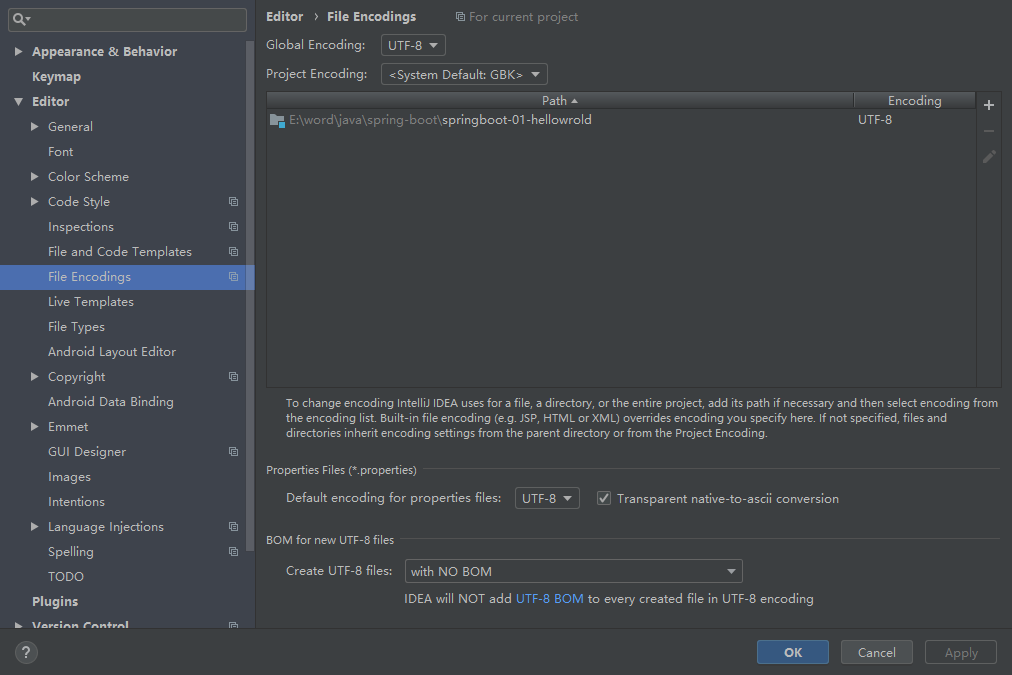 Appearance & Behavior
Keymap
Editor
General
Font
Color Scheme
Code Style
Inspections
File and Code Templates
File Encodings
Live Templates
File Types
Android Layout Editor
Copyright
Android Data Binding
Emmet
GUI Designer
Images
Intentions
Language Injections
Spelling
TODO
Plugins
Version Control
?
Editor › File Encodings For current project
Global Encoding: UTF-8
Project Encoding: <System Default: GBK>
Path Encoding
E:\word\java\spring-boot\springboot-01-hellowrold UTF-8
To change encoding IntelliJ IDEA uses for a file, a directory, or the entire project, add its path if necessary and then select encoding from
the encoding list. Built-in file encoding (e.g. JSP, HTML or XML) overrides encoding you specify here. If not specified, files and
directories inherit encoding settings from the parent directory or from the Project Encoding.
Properties Files (*.properties)
Default encoding for properties files: UTF-8 Transparent native-to-ascii conversion
BOM for new UTF-8 files
Create UTF-8 files: with NO BOM
IDEA will NOT add UTF-8 BOM to every created file in UTF-8 encoding
OK Cancel Apply